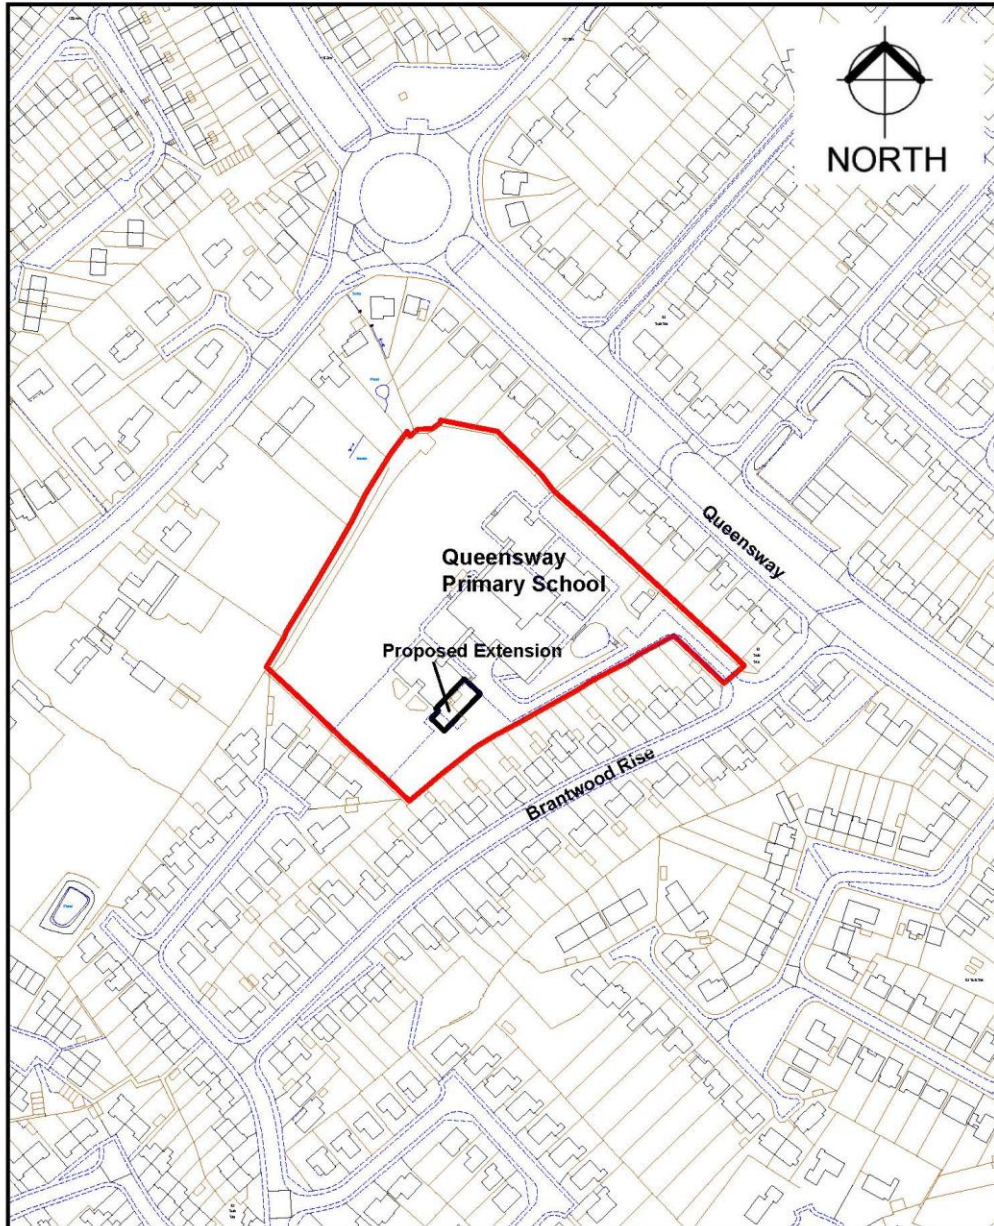 NORTH
Queensway
Queensway
Primary School
Proposed Extension
Brantwood Rise